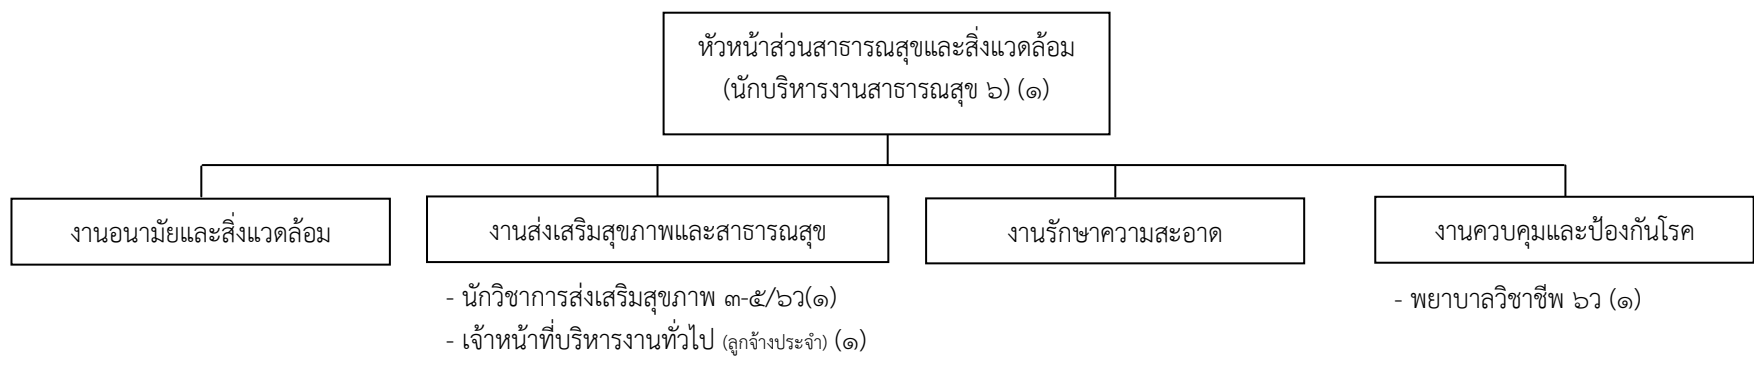 หัวหน้าส่วนสาธารณสุขและสิ่งแวดล้อม
(นักบริหารงานสาธารณสุข ๖) (๑)
งานอนามัยและสิ่งแวดล้อม
งานส่งเสริมสุขภาพและสาธารณสุข
งานรักษาความสะอาด
งานควบคุมและป้องกันโรค
- นักวิชาการส่งเสริมสุขภาพ ๓-๕/๖ว(๑)
- เจ้าหน้าที่บริหารงานทั่วไป (ลูกจ้างประจำ) (๑)
- พยาบาลวิชาชีพ ๖ว (๑)